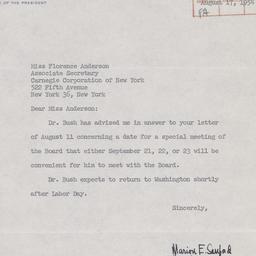 OF THE PRESIDENT
August 17, 195
FA
Miss Florence Anderson
Associate Secretary
Carnegie Corporation of New York
522 Fifth Avenue
New York 36, New York
Dear Miss Anderson:
Dr. Bush has advised me in answer to your letter
of August 11 concerning a date for a special meeting of
the Board that either September 21, 22, or 23 will be
convenient for him to meet with the Board.
Dr. Bush expects to return to Washington shortly
after Labor Day.
Sincerely,
Marion E. Sanford